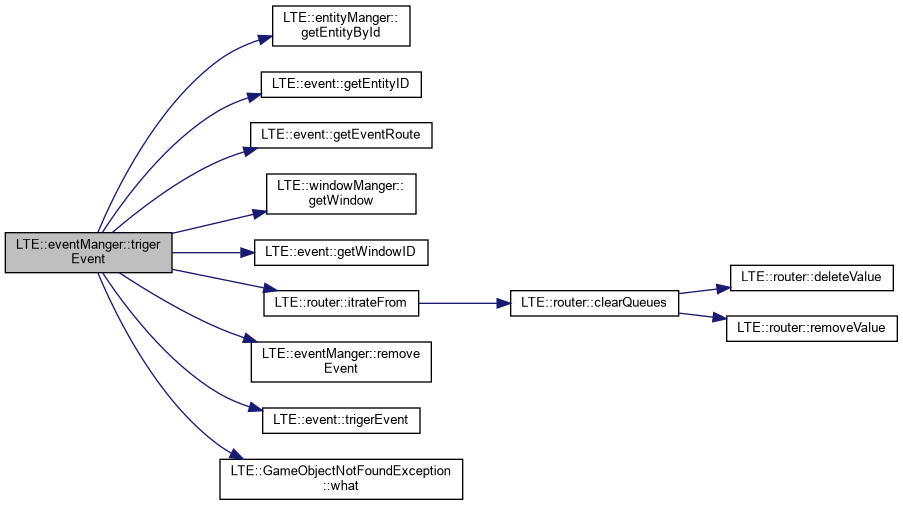 LTE::entityManger::
getEntityById
LTE::event::getEntityID
LTE::event::getEventRoute
LTE::windowManger::
getWindow
LTE::eventManger::triger
Event
LTE::event::getWindowID
LTE::router::itrateFrom
LTE::router::clearQueues
LTE::router::deleteValue
LTE::router::removeValue
LTE::eventManger::remove
Event
LTE::event::trigerEvent
LTE::GameObjectNotFoundException
::what